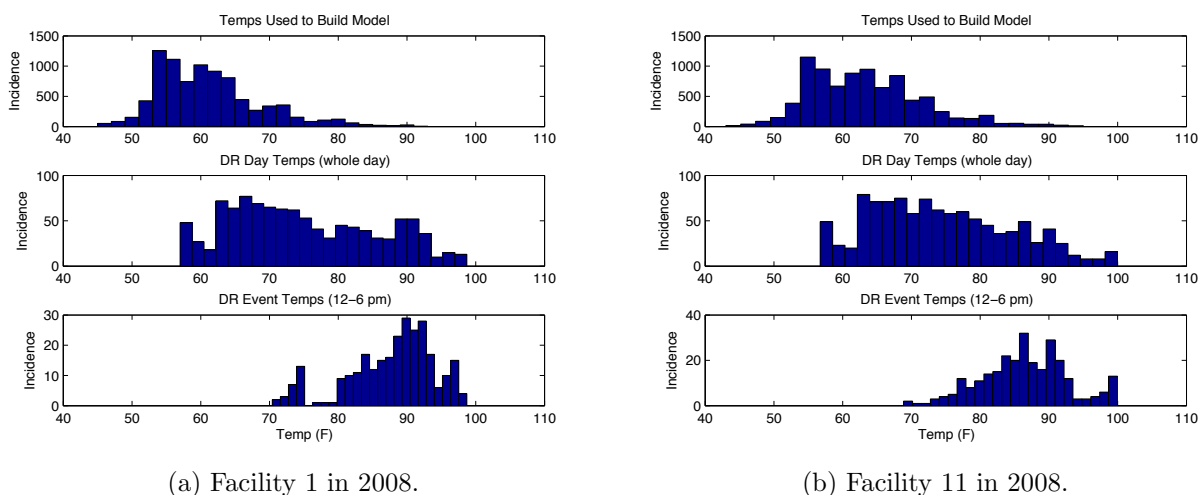 Temps Used to Build Model
1500
1000
500
0
Incidence
40 50 60 70 80 90 100 110
DR Day Temps (whole day)
100
50
0
Incidence
40 50 60 70 80 90 100 110
DR Event Temps (12–6 pm)
30
20
10
0
Incidence
40 50 60 70 80 90 100 110
Temp (F)
(a) Facility 1 in 2008.
Temps Used to Build Model
1500
1000
500
0
Incidence
40 50 60 70 80 90 100 110
DR Day Temps (whole day)
100
50
0
Incidence
40 50 60 70 80 90 100 110
DR Event Temps (12–6 pm)
40
20
0
Incidence
40 50 60 70 80 90 100 110
Temp (F)
(b) Facility 11 in 2008.